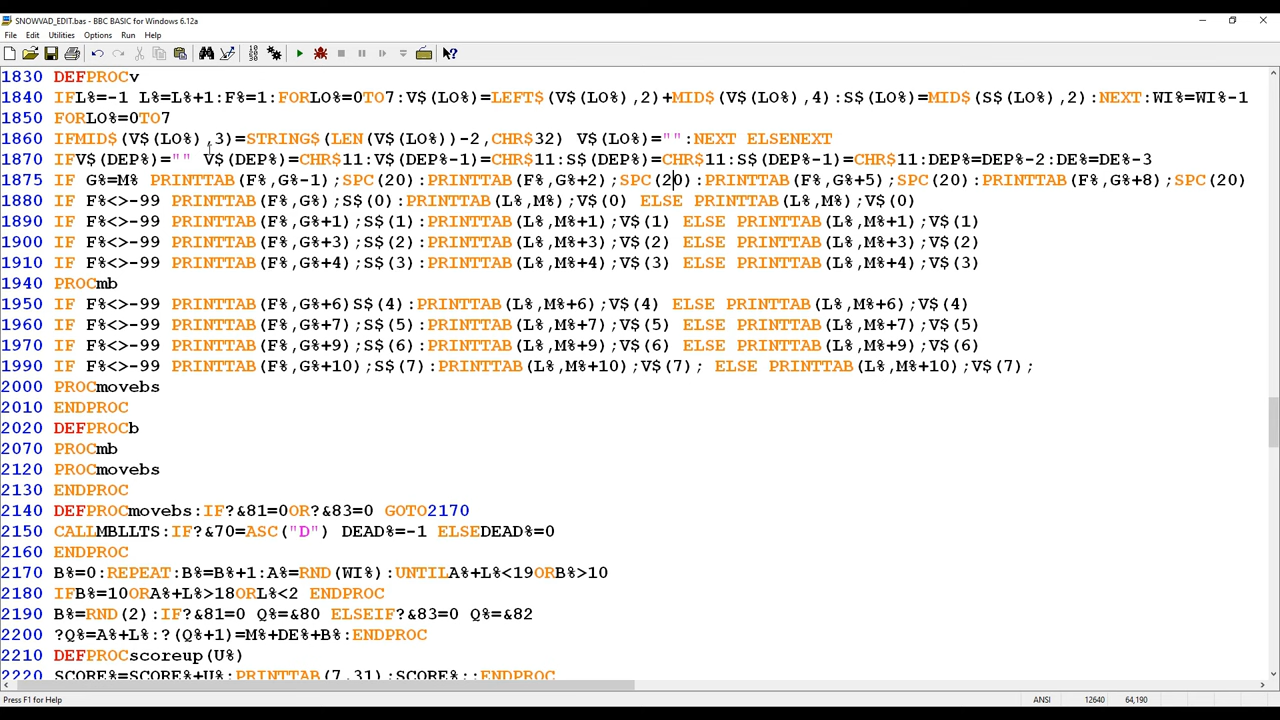 SNOWVAD_EDIT.bas - BBC BASIC for Windows 6.12a
File Edit Utilities Options Run Help
1830 DEFPROCv
1840 IFL%=-1 L%=L%+1:F%=1:FORLO%=0TO7:V$(LO%)=LEFT$(V$(LO%),2)+MID$(V$(LO%),4):S$(LO%)=MID$(S$(LO%),2):NEXT:WI%=WI%-1
1850 FORLO%=0TO7
1860 IFMID$(V$(LO%),3)=STRING$(LEN(V$(LO%))-2,CHR$32) V$(LO%)="":NEXT ELSENEXT
1870 IFV$(DEP%)="" V$(DEP%)=CHR$11:V$(DEP%-1)=CHR$11:S$(DEP%)=CHR$11:S$(DEP%-1)=CHR$11:DEP%=DEP%-2:DE%=DE%-3
1875 IF G%=M% PRINTTAB(F%,G%-1);SPC(20):PRINTTAB(F%,G%+2);SPC(20):PRINTTAB(F%,G%+5);SPC(20):PRINTTAB(F%,G%+8);SPC(20)
1880 IF F%<>-99 PRINTTAB(F%,G%);S$(0):PRINTTAB(L%,M%);V$(0) ELSE PRINTTAB(L%,M%);V$(0)
1890 IF F%<>-99 PRINTTAB(F%,G%+1);S$(1):PRINTTAB(L%,M%+1);V$(1) ELSE PRINTTAB(L%,M%+1);V$(1)
1900 IF F%<>-99 PRINTTAB(F%,G%+3);S$(2):PRINTTAB(L%,M%+3);V$(2) ELSE PRINTTAB(L%,M%+3);V$(2)
1910 IF F%<>-99 PRINTTAB(F%,G%+4);S$(3):PRINTTAB(L%,M%+4);V$(3) ELSE PRINTTAB(L%,M%+4);V$(3)
1940 PROCmb
1950 IF F%<>-99 PRINTTAB(F%,G%+6)S$(4):PRINTTAB(L%,M%+6);V$(4) ELSE PRINTTAB(L%,M%+6);V$(4)
1960 IF F%<>-99 PRINTTAB(F%,G%+7);S$(5):PRINTTAB(L%,M%+7);V$(5) ELSE PRINTTAB(L%,M%+7);V$(5)
1970 IF F%<>-99 PRINTTAB(F%,G%+9);S$(6):PRINTTAB(L%,M%+9);V$(6) ELSE PRINTTAB(L%,M%+9);V$(6)
1990 IF F%<>-99 PRINTTAB(F%,G%+10);S$(7):PRINTTAB(L%,M%+10);V$(7); ELSE PRINTTAB(L%,M%+10);V$(7);
2000 PROCmovebs
2010 ENDPROC
2020 DEFPROCb
2070 PROCmb
2120 PROCmovebs
2130 ENDPROC
2140 DEFPROCmovebs:IF?&81=0OR?&83=0 GOTO2170
2150 CALLMBLLTS:IF?&70=ASC("D") DEAD%=-1 ELSEDEAD%=0
2160 ENDPROC
2170 B%=0:REPEAT:B%=B%+1:A%=RND(WI%):UNTILA%+L%<19ORB%>10
2180 IFB%=10ORA%+L%>18ORL%<2 ENDPROC
2190 B%=RND(2):IF?&81=0 Q%=&80 ELSEIF?&83=0 Q%=&82
2200 ?Q%=A%+L%:?(Q%+1)=M%+DE%+B%:ENDPROC
2210 DEFPROCscoreup(U%)
2220 SCORE%=SCORE%+U%:PRINTTAB(7,31);SCORE%;:ENDPROC
Press F1 for Help ANSI 12640 64,190